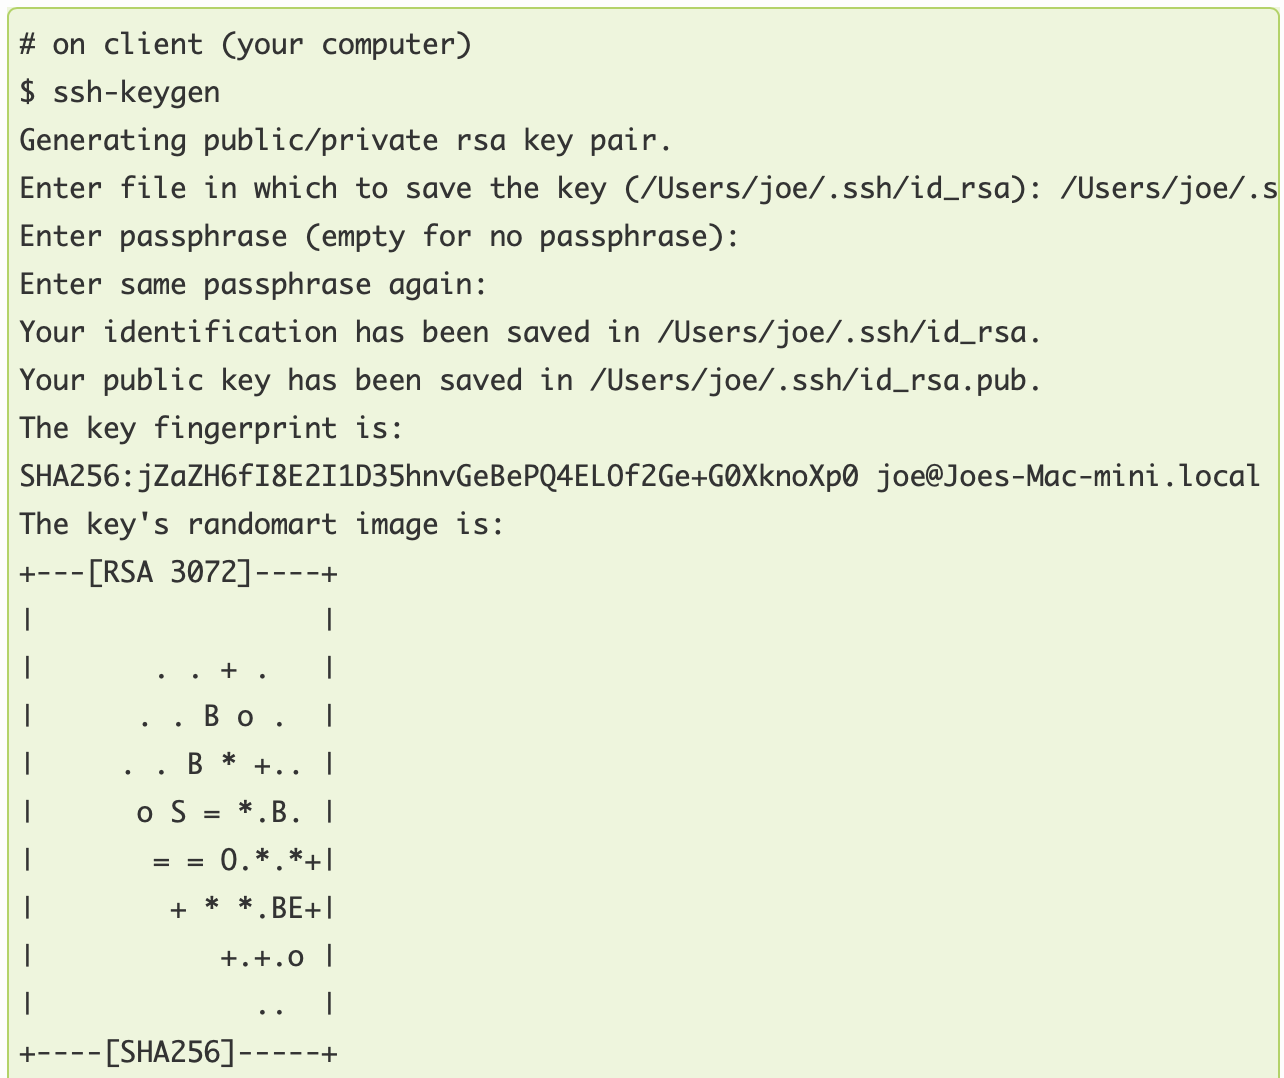 # on client (your computer)
$ ssh-keygen
Generating public/private rsa key pair.
Enter file in which to save the key (/Users/joe/.ssh/id_rsa): /Users/joe/.s
Enter passphrase (empty for no passphrase):
Enter same passphrase again:
Your identification has been saved in /Users/joe/.ssh/id_rsa.
Your public key has been saved in /Users/joe/.ssh/id_rsa.pub.
The key fingerprint is:
SHA256:jZaZH6fI8E2I1D35hnvGeBePQ4ELOf2Ge+G0XknoXp0 joe@Joes-Mac-mini.local
The key's randomart image is:
+---[RSA 3072]----+
|                 |
|       . . + .   |
|      . . B o .  |
|     . . B * +.. |
|      o S = *.B. |
|       = = O.*.*+|
|        + * *.BE+|
|           +.+.o |
|             ..  |
+----[SHA256]-----+